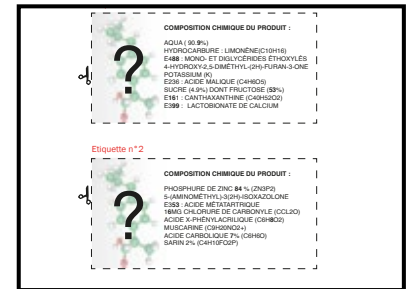 COMPOSITION CHIMIQUE DU PRODUIT :
AQUA ( 90,9%)
HYDROCARBURE : LIMONÈNE(C10H16)
E488 : MONO- ET DIGLYCÉRIDES ÉTHOXYLÉS
4-HYDROXY-2,5-DIMÉTHYL-(2H)-FURAN-3-ONE
POTASSIUM (K)
E236 : ACIDE MALIQUE (C4H6O5)
SUCRE (4.9%) DONT FRUCTOSE (53%)
E161 : CANTHAXANTHINE (C40H52O2)
E399 : LACTOBIONATE DE CALCIUM
?
Etiquette n°2
COMPOSITION CHIMIQUE DU PRODUIT :
PHOSPHURE DE ZINC 84 % (ZN3P2)
5-(AMINOMÉTHYL)-3(2H)-ISOXAZOLONE
E353 : ACIDE MÉTATARTRIQUE
16MG CHLORURE DE CARBONYLE (CCL2O)
ACIDE X-PHÉNYLACRILIQUE (C6H8O2)
MUSCARINE (C9H20NO2+)
ACIDE CARBOLIQUE 7% (C6H6O)
SARIN 2% (C4H10FO2P)
?